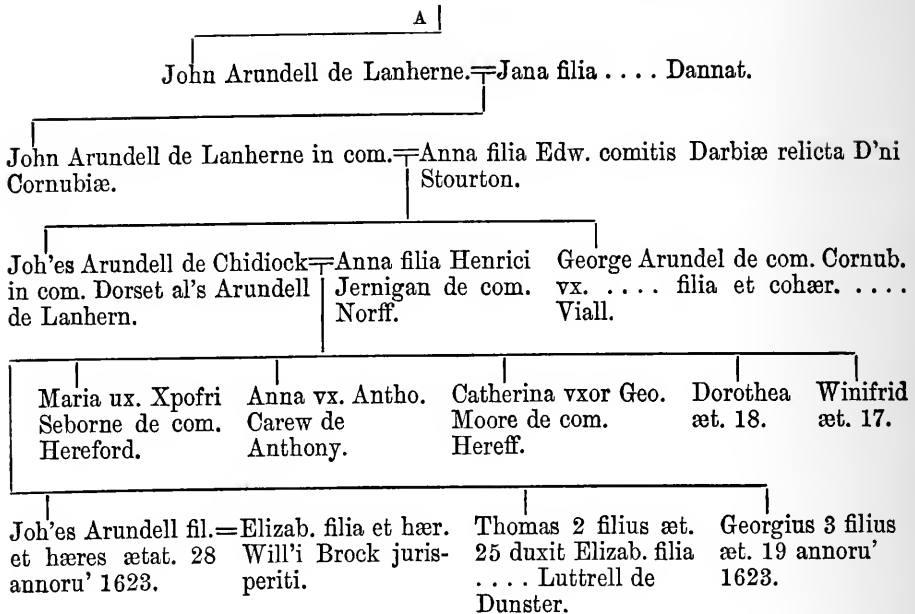 A
John Arundell de Lanherne.=Jana filia . . . . Dannat.
John Arundell de Lanherne in com.=Anna filia Edw. comitis Darbiæ relicta D'ni
Cornubiæ.
Stourton.
Joh'es Arundell de Chidiock=Anna filia Henrici
in com. Dorset al's Arundell
Jernigan de com.
de Lanhern.
Norff.
George Arundel de com. Cornub.
vx. . . . . filia et cohær. . . . .
Viall.
Maria ux. Xpofri
Seborne de com.
Hereford.
Anna vx. Antho.
Carew de
Anthony.
Catherina vxor Geo.
Moore de com.
Hereff.
Dorothea
æt. 18.
Winifrid
æt. 17.
Joh'es Arundell fil.=Elizab. filia et hær.
et hæres ætat. 28
Will'i Brock juris-
annoru' 1623.
periti.
Thomas 2 filius æt.
25 duxit Elizab. filia
. . . . Luttrell de
Dunster.
Georgius 3 filius
æt. 19 annoru'
1623.